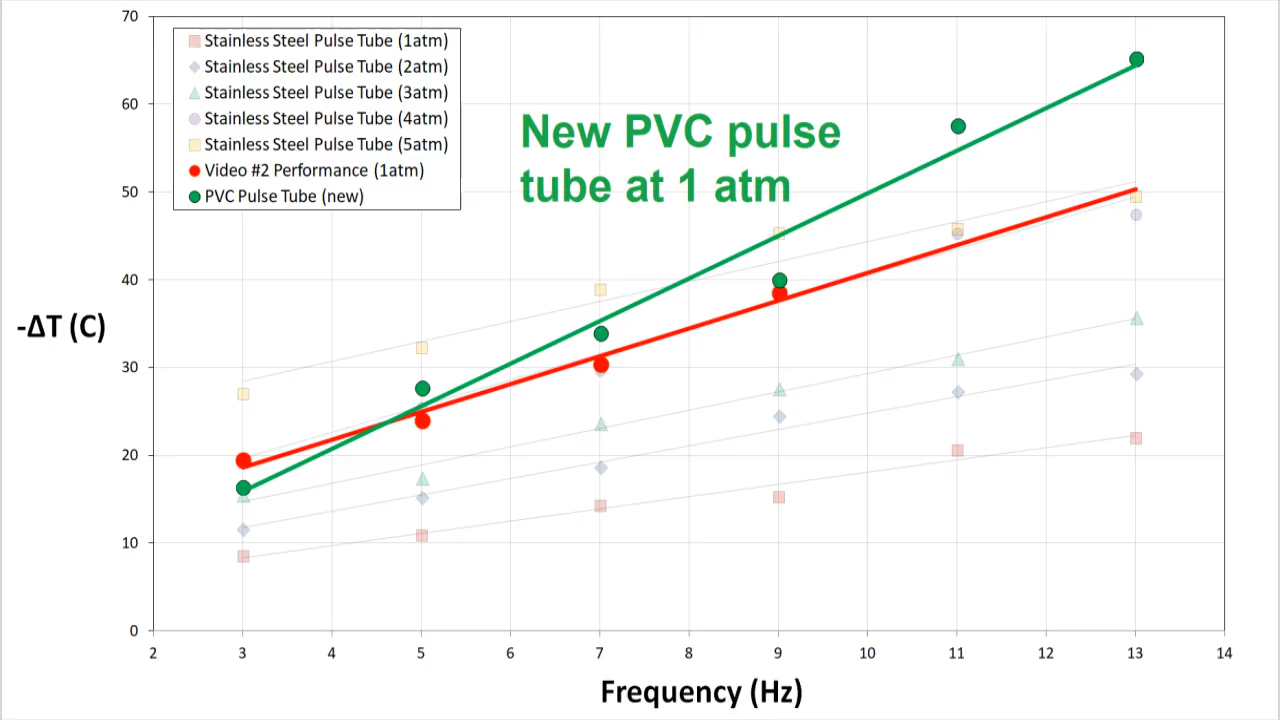 70
Stainless Steel Pulse Tube (1atm)
Stainless Steel Pulse Tube (2atm)
Stainless Steel Pulse Tube (3atm)
Stainless Steel Pulse Tube (4atm)
Stainless Steel Pulse Tube (5atm)
Video #2 Performance (1atm)
PVC Pulse Tube (new)
New PVC pulse
tube at 1 atm
60
50
40
-ΔT (C)
30
20
10
0
2 3 4 5 6 7 8 9 10 11 12 13 14
Frequency (Hz)